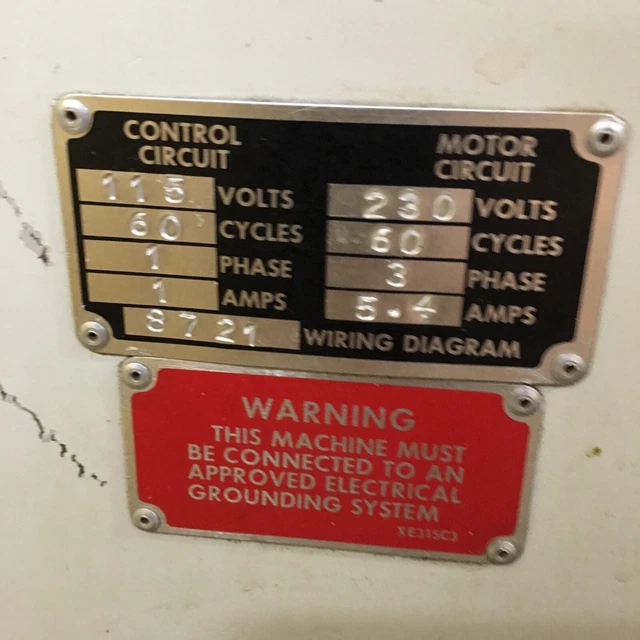 CONTROL CIRCUIT
115 VOLTS
60 CYCLES
1 PHASE
1 AMPS
MOTOR CIRCUIT
230 VOLTS
60 CYCLES
3 PHASE
5.4 AMPS
8721 WIRING DIAGRAM
WARNING
THIS MACHINE MUST
BE CONNECTED TO AN
APPROVED ELECTRICAL
GROUNDING SYSTEM
XE315C3